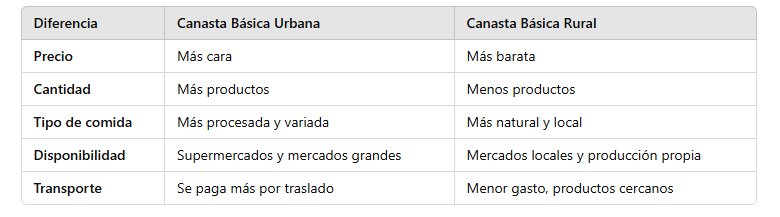 Diferencia Canasta Básica Urbana Canasta Básica Rural
Precio Más cara Más barata
Cantidad Más productos Menos productos
Tipo de comida Más procesada y variada Más natural y local
Disponibilidad Supermercados y mercados grandes Mercados locales y producción propia
Transporte Se paga más por traslado Menor gasto, productos cercanos